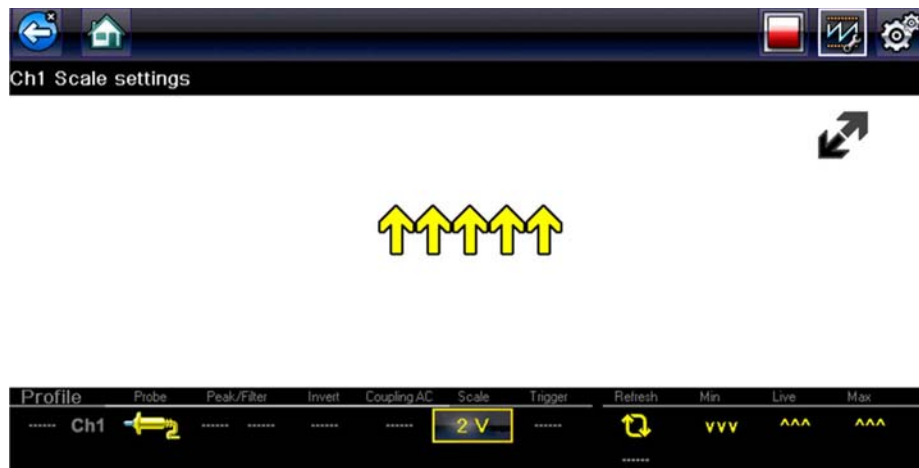 Ch1 Scale settings
Profile Probe Peak/Filter Invert Coupling AC Scale Trigger Refresh Min Live Max
------ Ch1 ------ ------ ------ ------ 2 V ------ vvv ^^^ ^^^
------